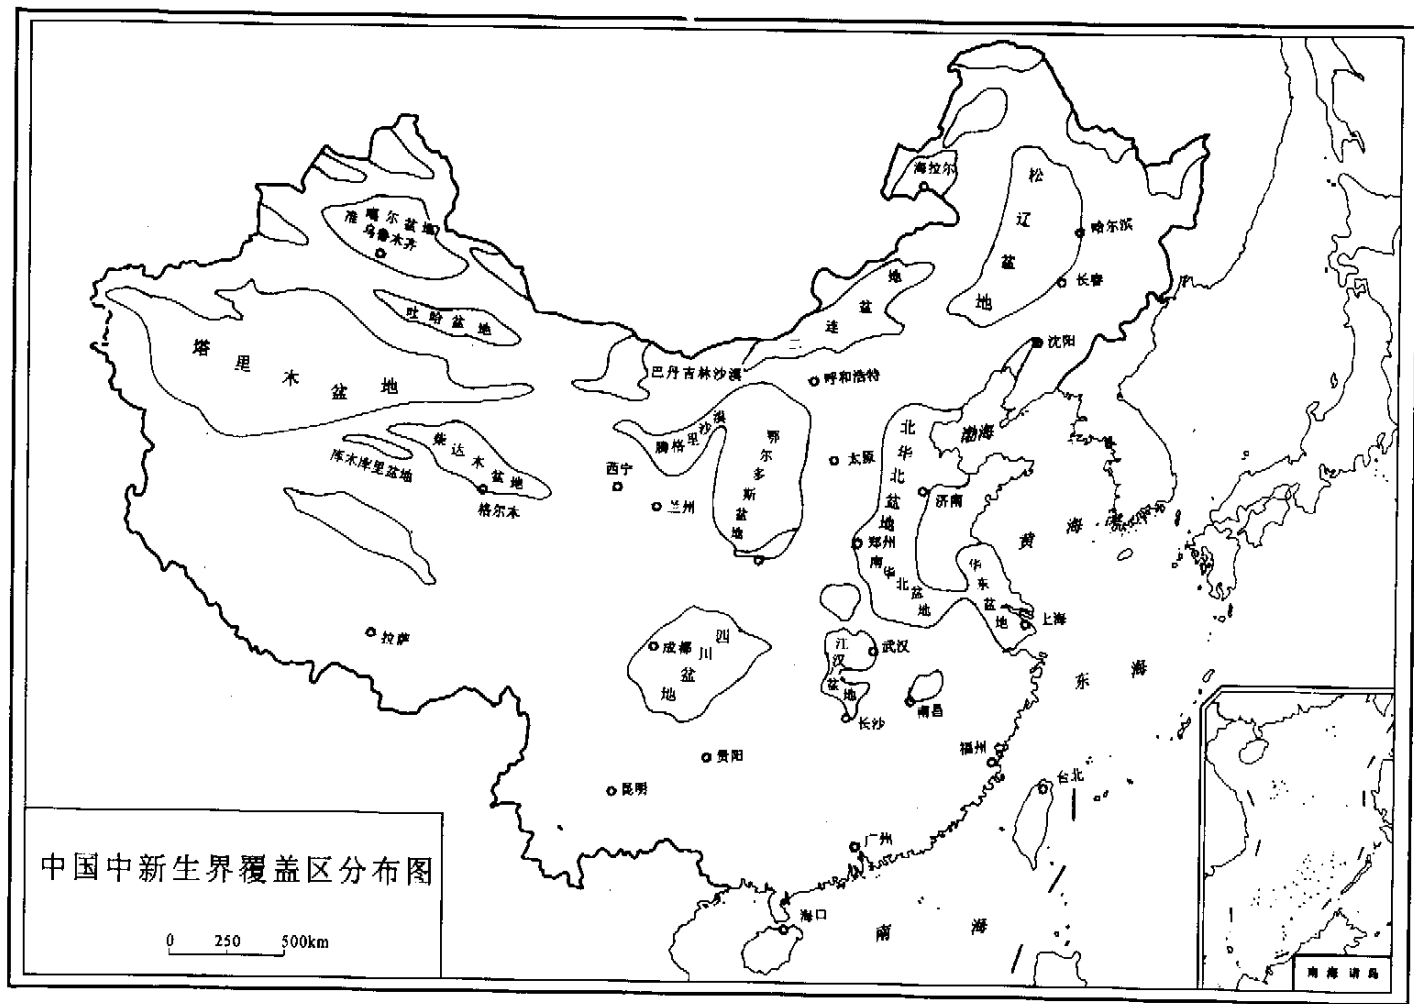 海拉尔
松辽盆地
哈尔滨
长春
沈阳
准噶尔盆地
乌鲁木齐
吐哈盆地
塔里木盆地
二连盆地
巴丹吉林沙漠
呼和浩特
腾格里沙漠
鄂尔多斯盆地
柴达木盆地
库木库里盆地
格尔木
西宁
兰州
太原
北华北盆地
渤海
济南
郑州
南华北盆地
华东盆地
黄海
上海
拉萨
四川盆地
成都
江汉盆地
武汉
长沙
南昌
东海
贵阳
昆明
福州
台北
广州
海口
南海
中国中新生界覆盖区分布图
0 250 500km
南海诸岛